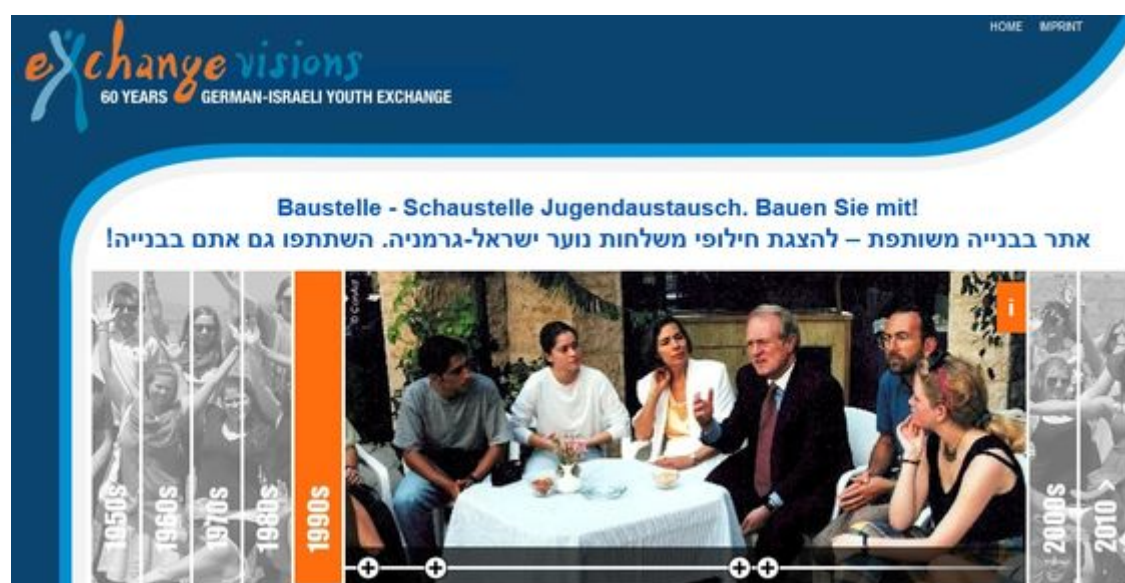 HOME IMPRINT
exchange visions
60 YEARS GERMAN-ISRAELI YOUTH EXCHANGE
Baustelle - Schaustelle Jugendaustausch. Bauen Sie mit!
אתר בבנייה משותפת – להצגת חילופי משלחות נוער ישראל-גרמניה. השתתפו גם אתם בבנייה!
© ConAct
i
1950s
1960s
1970s
1980s
1990s
2000s
2010 >